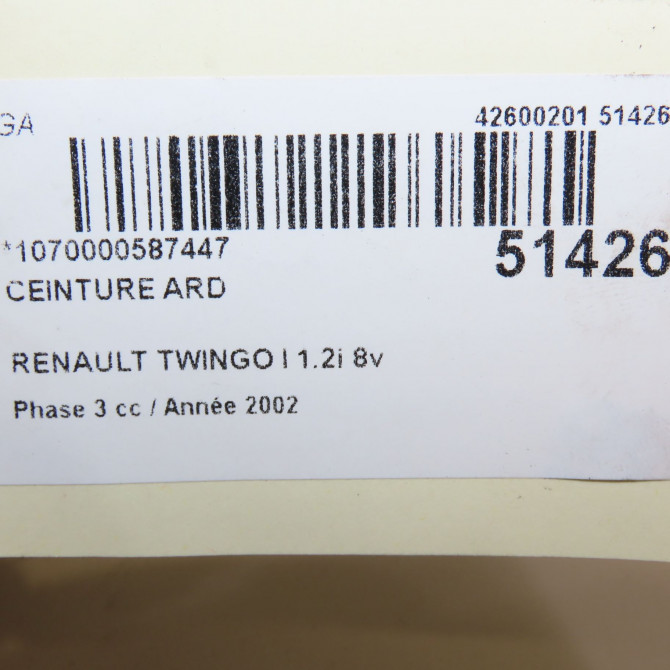 GA
42600201 51426
*1070000587447
51426
CEINTURE ARD
RENAULT TWINGO I 1.2i 8v
Phase 3 cc / Année 2002